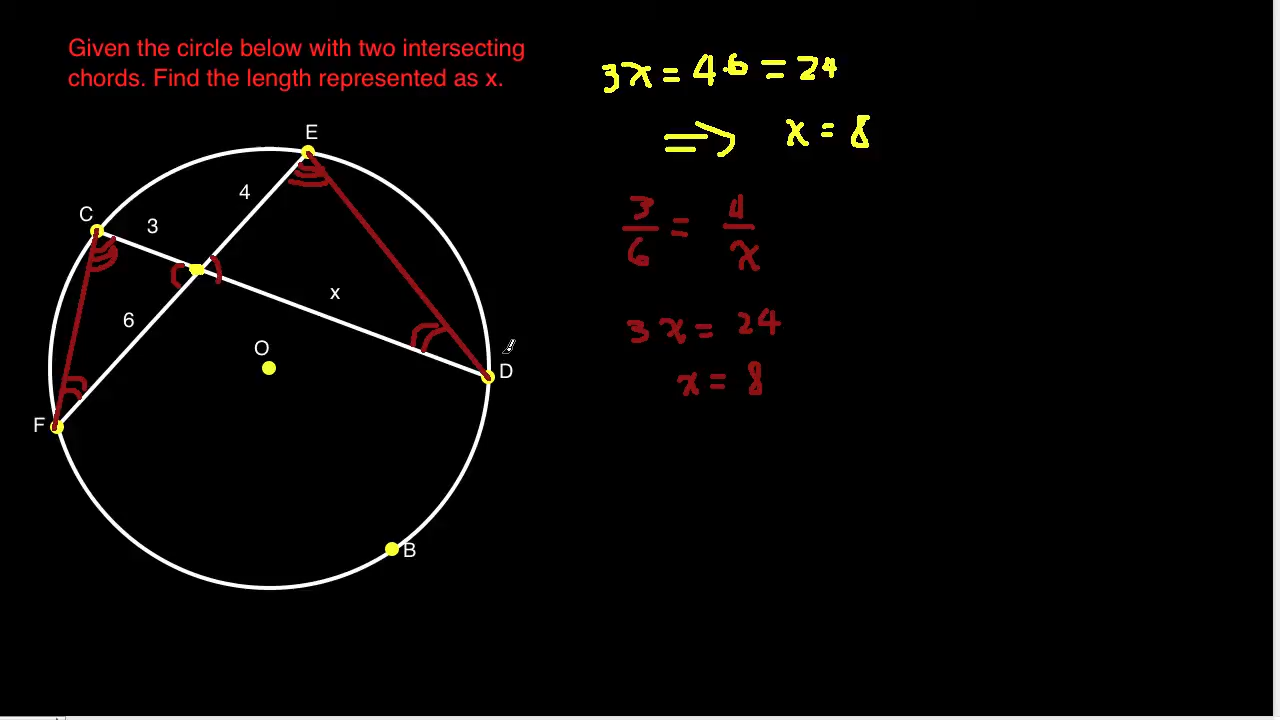 Given the circle below with two intersecting
chords. Find the length represented as x.
3x = 4·6 = 24
⟹ x = 8
E
4
C
3
3/6 = 4/x
x
6
3x = 24
O
D
x = 8
F
B